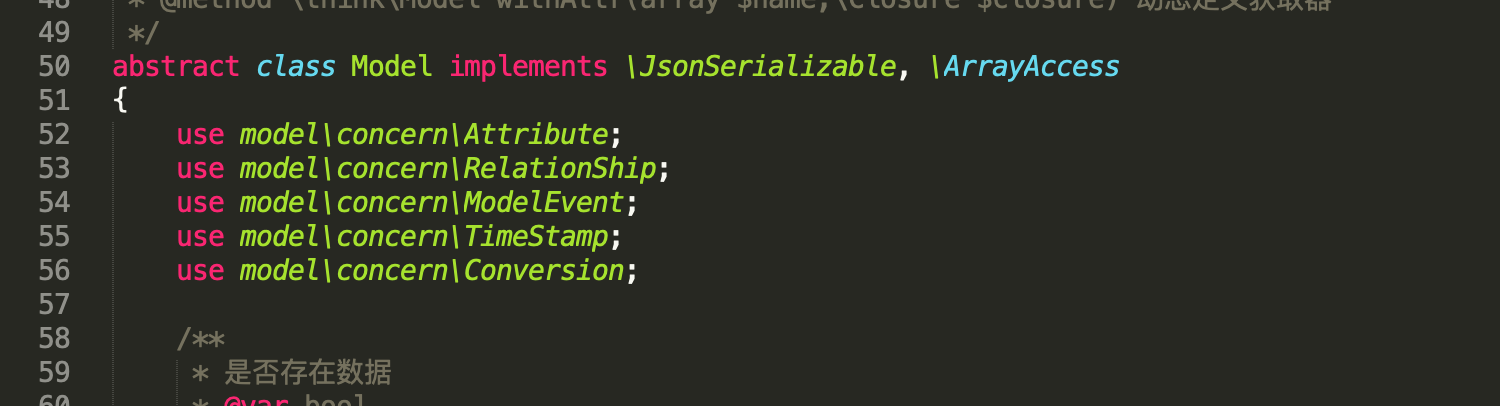 48 * @method \think\Model withAttr(array $name,\Closure $closure) 动态定义获取器
49 */
50 abstract class Model implements \JsonSerializable, \ArrayAccess
51 {
52 use model\concern\Attribute;
53 use model\concern\RelationShip;
54 use model\concern\ModelEvent;
55 use model\concern\TimeStamp;
56 use model\concern\Conversion;
57
58 /**
59 * 是否存在数据
60 * @var bool